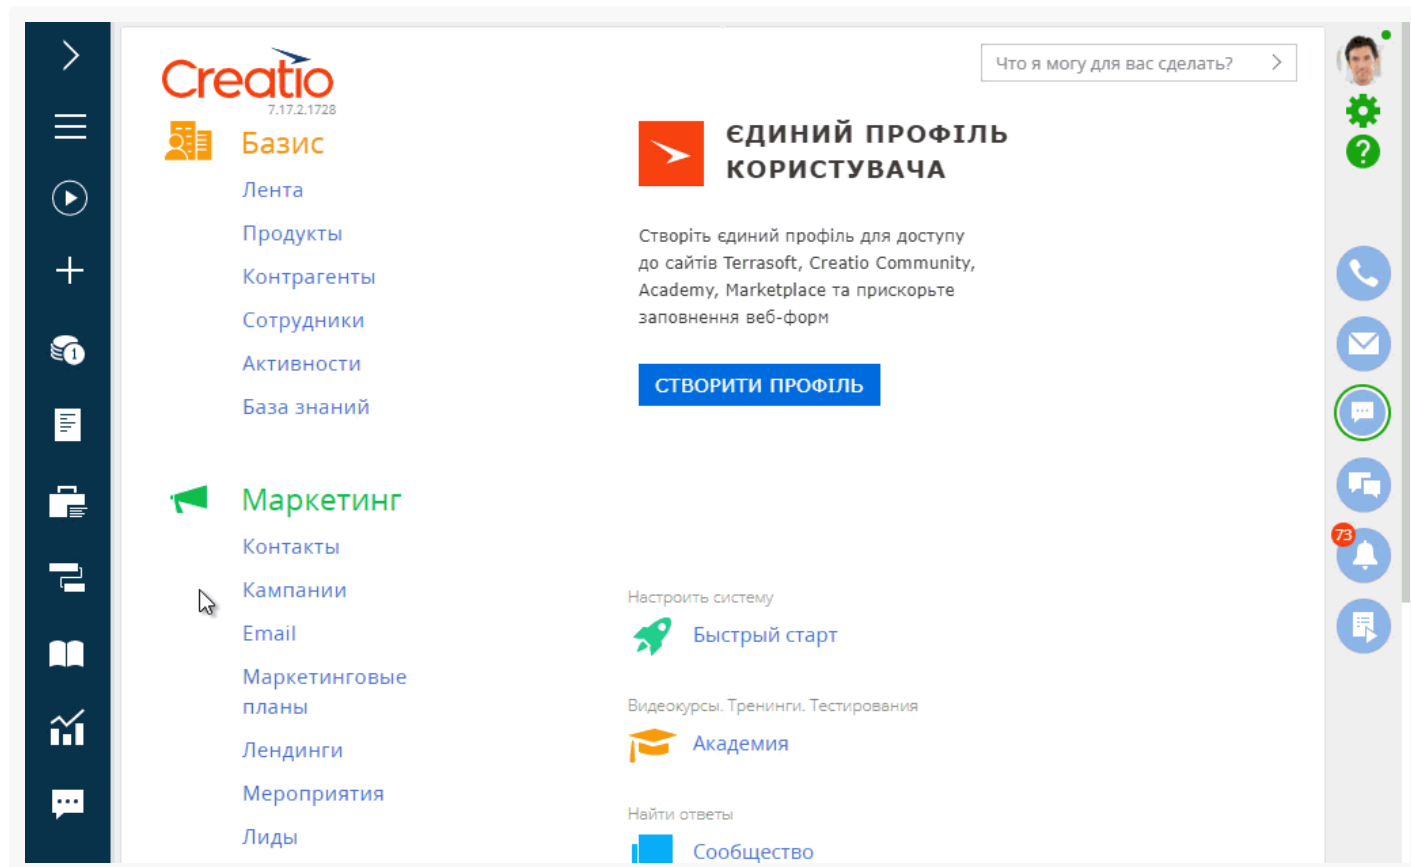 Creatio
7.17.2.1728
Что я могу для вас сделать?
Базис
Лента
Продукты
Контрагенты
Сотрудники
Активности
База знаний
Маркетинг
Контакты
Кампании
Email
Маркетинговые
планы
Лендинги
Мероприятия
Лиды
ЄДИНИЙ ПРОФІЛЬ
КОРИСТУВАЧА
Створіть єдиний профіль для доступу
до сайтів Terrasoft, Creatio Community,
Academy, Marketplace та прискорьте
заповнення веб-форм
СТВОРИТИ ПРОФІЛЬ
Настроить систему
Быстрый старт
Видеокурсы. Тренинги. Тестирования
Академия
Найти ответы
Сообщество
1
?
73